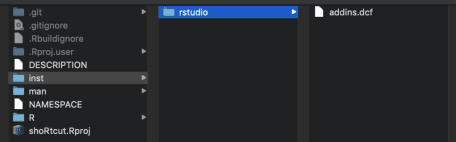 .git
.gitignore
.Rbuildignore
.Rproj.user
DESCRIPTION
inst
man
NAMESPACE
R
shoRtcut.Rproj
rstudio
addins.dcf